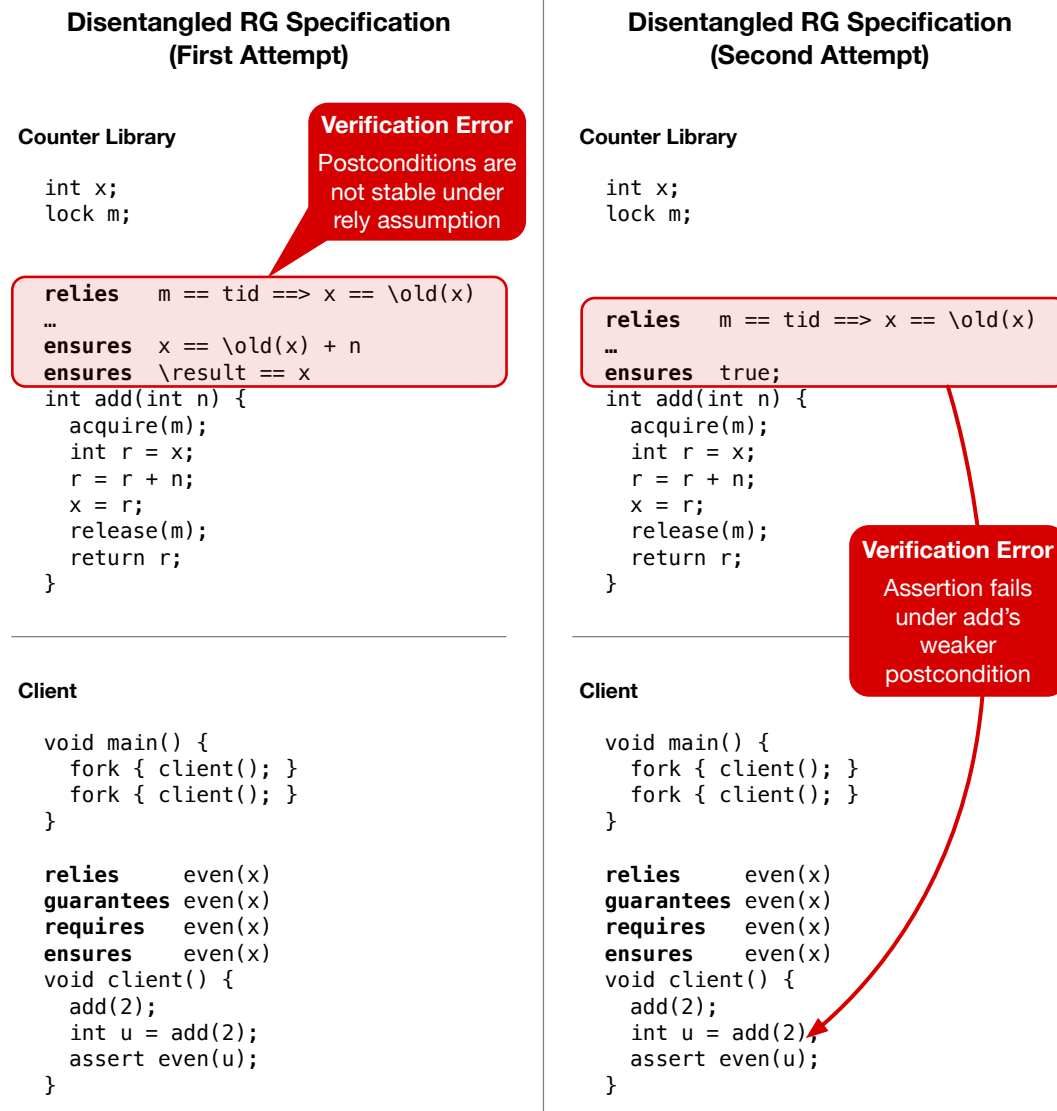 Disentangled RG Specification
(First Attempt)
Counter Library
Verification Error
Postconditions are
not stable under
rely assumption
int x;
lock m;
relies   m == tid ==> x == \old(x)
…
ensures  x == \old(x) + n
ensures  \result == x
int add(int n) {
  acquire(m);
  int r = x;
  r = r + n;
  x = r;
  release(m);
  return r;
}
Client
void main() {
  fork { client(); }
  fork { client(); }
}
relies     even(x)
guarantees even(x)
requires   even(x)
ensures    even(x)
void client() {
  add(2);
  int u = add(2);
  assert even(u);
}
Disentangled RG Specification
(Second Attempt)
Counter Library
int x;
lock m;
relies   m == tid ==> x == \old(x)
…
ensures  true;
int add(int n) {
  acquire(m);
  int r = x;
  r = r + n;
  x = r;
  release(m);
  return r;
}
Verification Error
Assertion fails
under add’s
weaker
postcondition
Client
void main() {
  fork { client(); }
  fork { client(); }
}
relies     even(x)
guarantees even(x)
requires   even(x)
ensures    even(x)
void client() {
  add(2);
  int u = add(2);
  assert even(u);
}